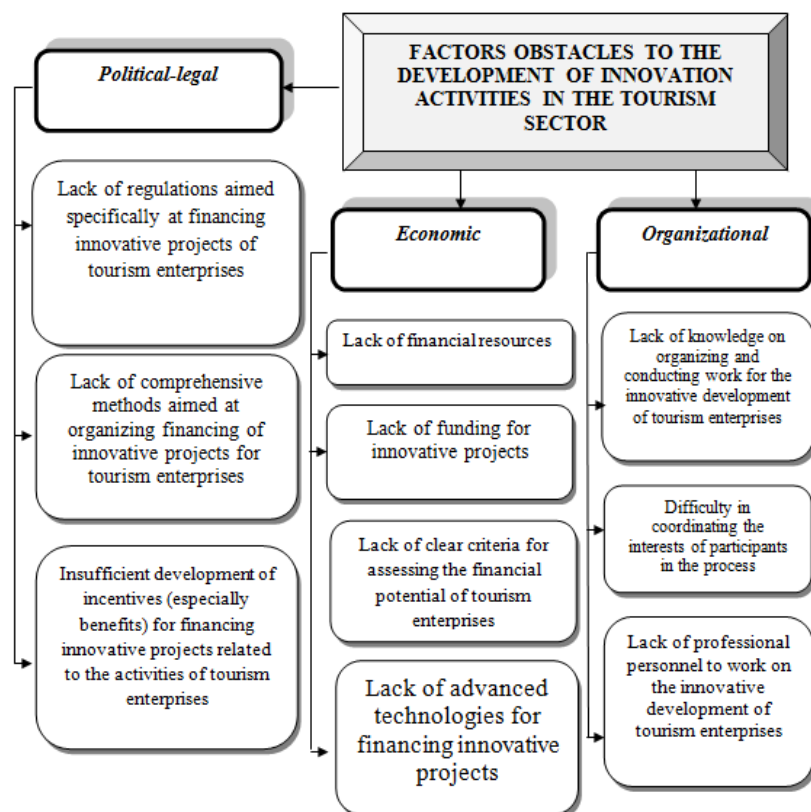 FACTORS OBSTACLES TO THE
DEVELOPMENT OF INNOVATION
ACTIVITIES IN THE TOURISM
SECTOR
Political-legal
Lack of regulations aimed
specifically at financing
innovative projects of
tourism enterprises
Lack of comprehensive
methods aimed at
organizing financing of
innovative projects for
tourism enterprises
Insufficient development of
incentives (especially
benefits) for financing
innovative projects related
to the activities of tourism
enterprises
Economic
Lack of financial resources
Lack of funding for
innovative projects
Lack of clear criteria for
assessing the financial
potential of tourism
enterprises
Lack of advanced
technologies for
financing innovative
projects
Organizational
Lack of knowledge on
organizing and
conducting work for the
innovative development
of tourism enterprises
Difficulty in
coordinating the
interests of participants
in the process
Lack of professional
personnel to work on
the innovative
development of
tourism enterprises